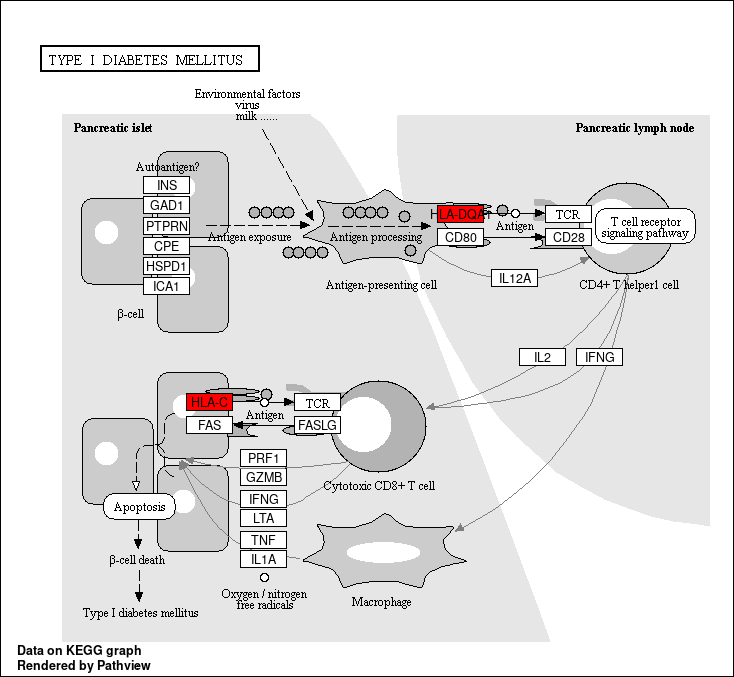 TYPE I DIABETES MELLITUS
Environmental factors
virus
milk ......
Pancreatic islet
Pancreatic lymph node
Autoantigen?
INS
GAD1
PTPRN
CPE
HSPD1
ICA1
β-cell
Antigen exposure
Antigen processing
Antigen-presenting cell
HLA-DQA1
CD80
Antigen
TCR
CD28
T cell receptor
signaling pathway
IL12A
CD4+ T helper1 cell
IL2
IFNG
HLA-C
FAS
Antigen
TCR
FASLG
PRF1
GZMB
IFNG
LTA
TNF
IL1A
Cytotoxic CD8+ T cell
Apoptosis
β-cell death
Type I diabetes mellitus
Oxygen / nitrogen
free radicals
Macrophage
Data on KEGG graph
Rendered by Pathview